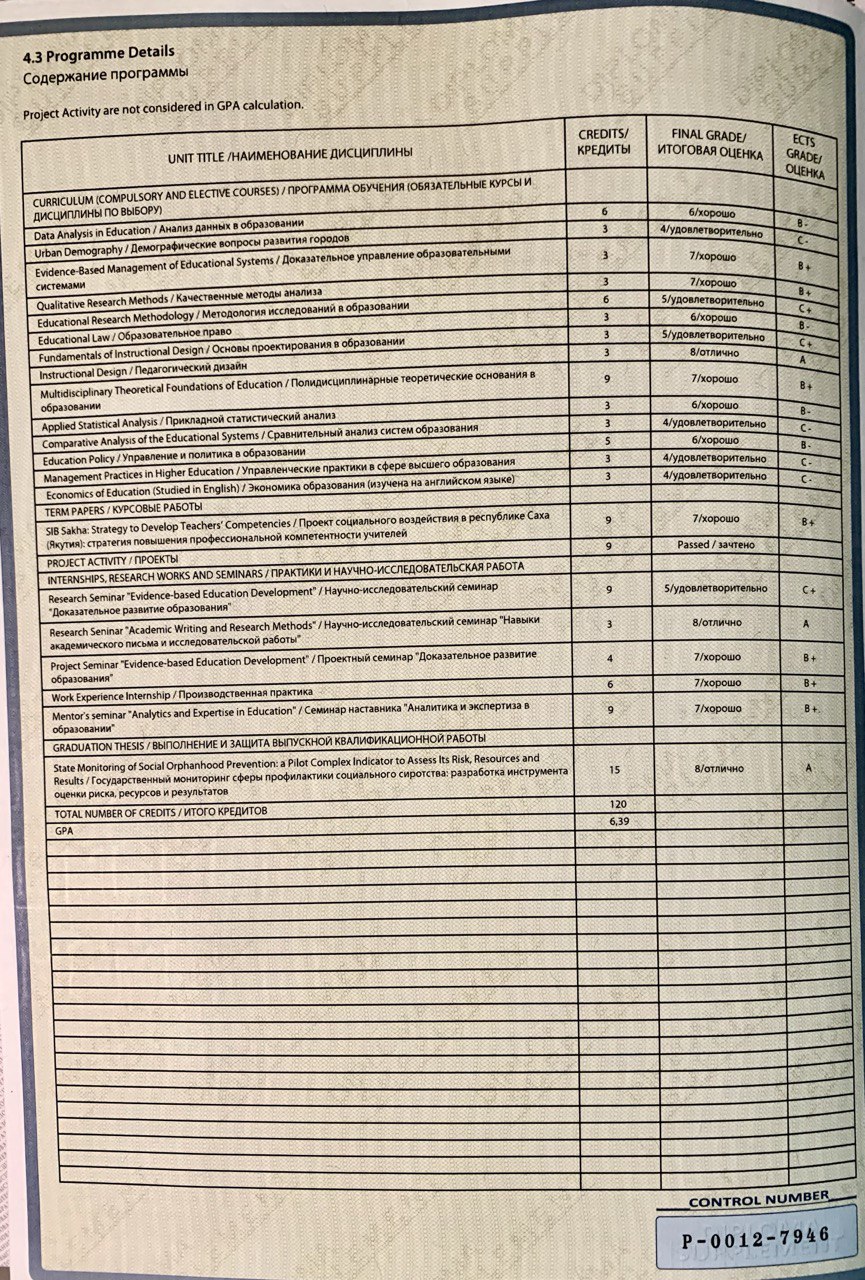 4.3 Programme Details
Содержание программы
Project Activity are not considered in GPA calculation.
UNIT TITLE /НАИМЕНОВАНИЕ ДИСЦИПЛИНЫ
CREDITS/
КРЕДИТЫ
FINAL GRADE/
ИТОГОВАЯ ОЦЕНКА
ECTS
GRADE/
ОЦЕНКА
CURRICULUM (COMPULSORY AND ELECTIVE COURSES) / ПРОГРАММА ОБУЧЕНИЯ (ОБЯЗАТЕЛЬНЫЕ КУРСЫ И
ДИСЦИПЛИНЫ ПО ВЫБОРУ)
Data Analysis in Education / Анализ данных в образовании 6 6/хорошо B -
Urban Demography / Демографические вопросы развития городов 3 4/удовлетворительно C -
Evidence-Based Management of Educational Systems / Доказательное управление образовательными
системами 3 7/хорошо B +
Qualitative Research Methods / Качественные методы анализа 3 7/хорошо B +
Educational Research Methodology / Методология исследований в образовании 6 5/удовлетворительно C +
Educational Law / Образовательное право 3 6/хорошо B -
Fundamentals of Instructional Design / Основы проектирования в образовании 3 5/удовлетворительно C +
Instructional Design / Педагогический дизайн 3 8/отлично A
Multidisciplinary Theoretical Foundations of Education / Полидисциплинарные теоретические основания в
образовании 9 7/хорошо B +
Applied Statistical Analysis / Прикладной статистический анализ 3 6/хорошо B -
Comparative Analysis of the Educational Systems / Сравнительный анализ систем образования 3 4/удовлетворительно C -
Education Policy / Управление и политика в образовании 5 6/хорошо B -
Management Practices in Higher Education / Управленческие практики в сфере высшего образования 3 4/удовлетворительно C -
Economics of Education (Studied in English) / Экономика образования (изучена на английском языке) 3 4/удовлетворительно C -
TERM PAPERS / КУРСОВЫЕ РАБОТЫ
SIB Sakha: Strategy to Develop Teachers' Competencies / Проект социального воздействия в республике Саха
(Якутия): стратегия повышения профессиональной компетентности учителей 9 7/хорошо B +
PROJECT ACTIVITY / ПРОЕКТЫ 9 Passed / зачтено
INTERNSHIPS, RESEARCH WORKS AND SEMINARS / ПРАКТИКИ И НАУЧНО-ИССЛЕДОВАТЕЛЬСКАЯ РАБОТА
Research Seminar "Evidence-based Education Development" / Научно-исследовательский семинар
"Доказательное развитие образования" 9 5/удовлетворительно C +
Research Seninar "Academic Writing and Research Methods" / Научно-исследовательский семинар "Навыки
академического письма и исследовательской работы" 3 8/отлично A
Project Seminar "Evidence-based Education Development" / Проектный семинар "Доказательное развитие
образования" 4 7/хорошо B +
Work Experience Internship / Производственная практика 6 7/хорошо B +
Mentor's seminar "Analytics and Expertise in Education" / Семинар наставника "Аналитика и экспертиза в
образовании" 9 7/хорошо B +
GRADUATION THESIS / ВЫПОЛНЕНИЕ И ЗАЩИТА ВЫПУСКНОЙ КВАЛИФИКАЦИОННОЙ РАБОТЫ
State Monitoring of Social Orphanhood Prevention: a Pilot Complex Indicator to Assess Its Risk, Resources and
Results / Государственный мониторинг сферы профилактики социального сиротства: разработка инструмента
оценки риска, ресурсов и результатов 15 8/отлично A
TOTAL NUMBER OF CREDITS / ИТОГО КРЕДИТОВ 120
GPA 6,39
CONTROL NUMBER
P-0012-7946